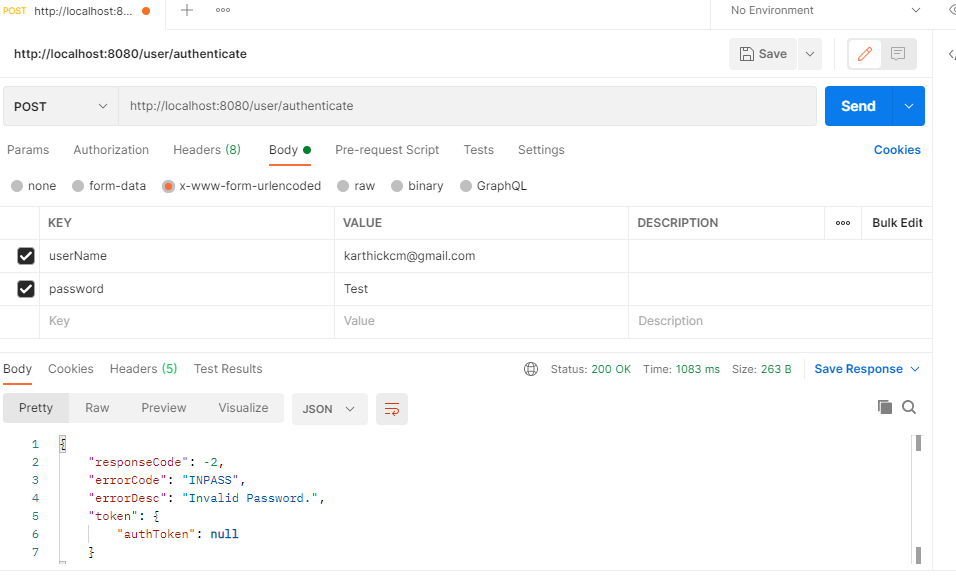 POST http://localhost:8... No Environment
http://localhost:8080/user/authenticate Save
POST http://localhost:8080/user/authenticate Send
Params Authorization Headers (8) Body Pre-request Script Tests Settings Cookies
none form-data x-www-form-urlencoded raw binary GraphQL
KEY VALUE DESCRIPTION Bulk Edit
userName karthickcm@gmail.com
password Test
Key Value Description
Body Cookies Headers (5) Test Results Status: 200 OK Time: 1083 ms Size: 263 B Save Response
Pretty Raw Preview Visualize JSON
1 {
2 "responseCode": -2,
3 "errorCode": "INPASS",
4 "errorDesc": "Invalid Password.",
5 "token": {
6 "authToken": null
7 }